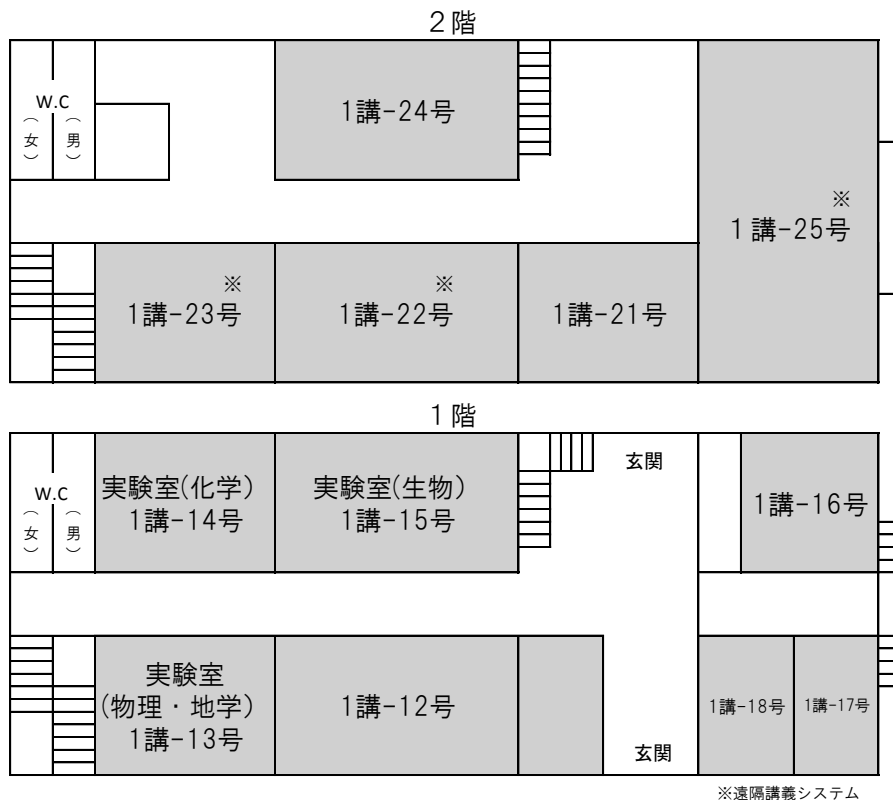 2階
W.C
(女)
(男)
1講-24号
※
1講-25号
※
1講-23号
※
1講-22号
1講-21号
1階
W.C
(女)
(男)
実験室(化学)
1講-14号
実験室(生物)
1講-15号
玄関
1講-16号
実験室
(物理・地学)
1講-13号
1講-12号
玄関
1講-18号
1講-17号
※遠隔講義システム